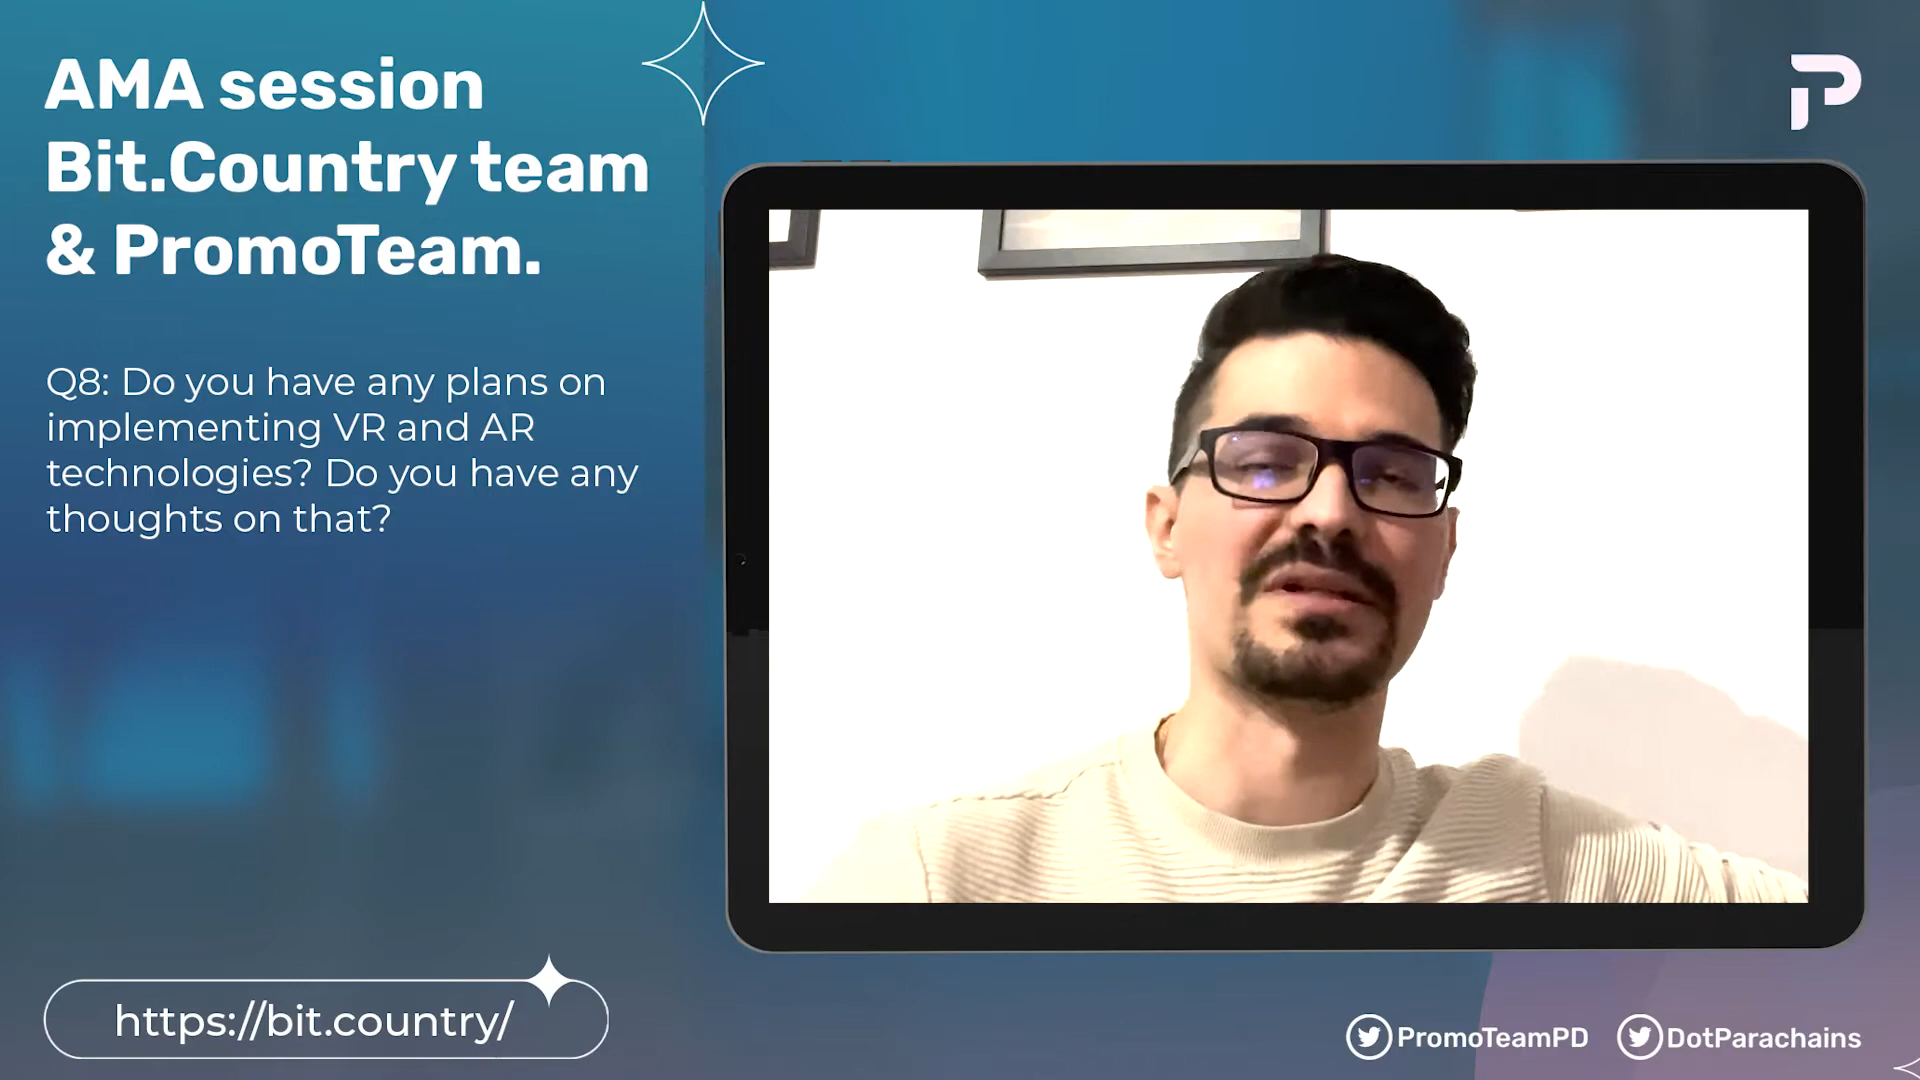 AMA session
Bit.Country team
& PromoTeam.
Q8: Do you have any plans on
implementing VR and AR
technologies? Do you have any
thoughts on that?
https://bit.country/
PromoTeamPD
DotParachains